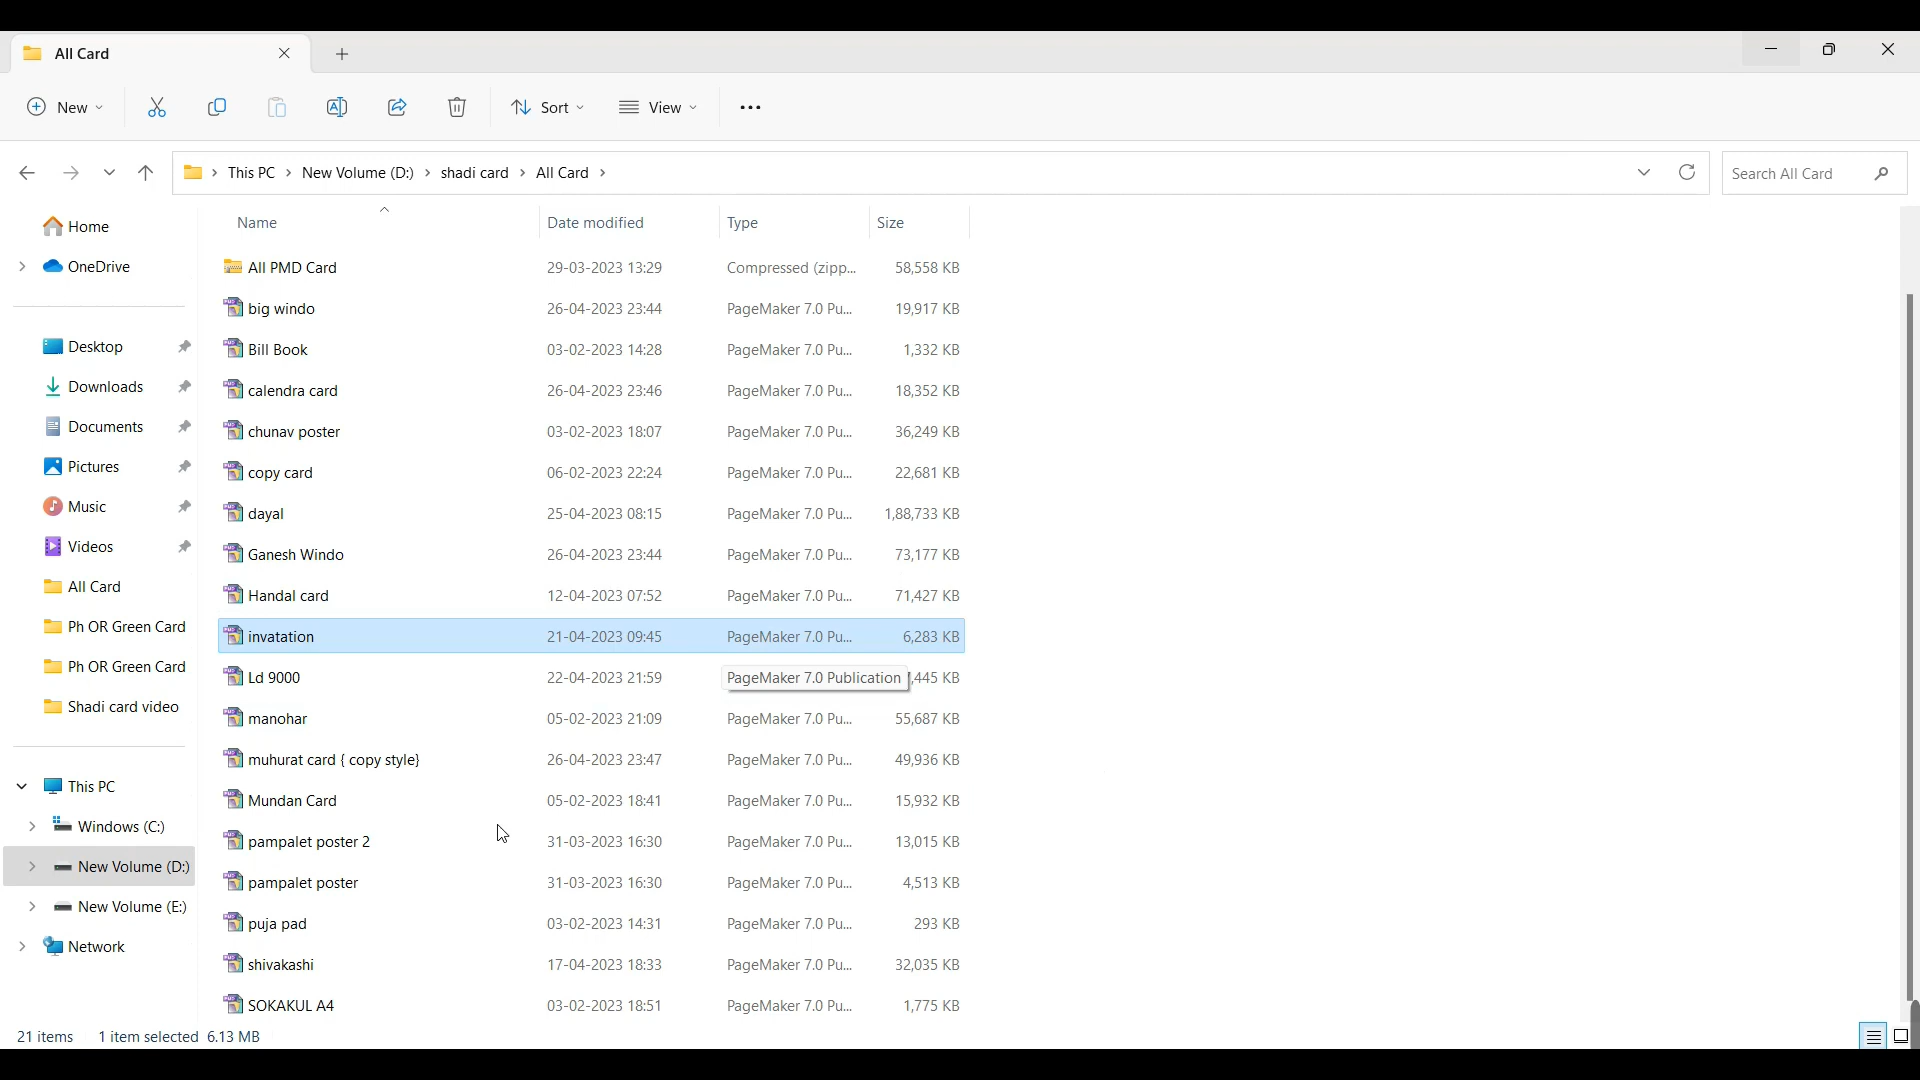 All Card
New
Sort
View
This PC
New Volume (D:)
shadi card
All Card
Search All Card
Home
OneDrive
Desktop
Downloads
Documents
Pictures
Music
Videos
All Card
Ph OR Green Card
Ph OR Green Card
Shadi card video
This PC
Windows (C:)
New Volume (D:)
New Volume (E:)
Network
Name Date modified Type Size
All PMD Card 29-03-2023 13:29 Compressed (zipp... 58,558 KB
big windo 26-04-2023 23:44 PageMaker 7.0 Pu... 19,917 KB
Bill Book 03-02-2023 14:28 PageMaker 7.0 Pu... 1,332 KB
calendra card 26-04-2023 23:46 PageMaker 7.0 Pu... 18,352 KB
chunav poster 03-02-2023 18:07 PageMaker 7.0 Pu... 36,249 KB
copy card 06-02-2023 22:24 PageMaker 7.0 Pu... 22,681 KB
dayal 25-04-2023 08:15 PageMaker 7.0 Pu... 1,88,733 KB
Ganesh Windo 26-04-2023 23:44 PageMaker 7.0 Pu... 73,177 KB
Handal card 12-04-2023 07:52 PageMaker 7.0 Pu... 71,427 KB
invatation 21-04-2023 09:45 PageMaker 7.0 Pu... 6,283 KB
Ld 9000 22-04-2023 21:59 PageMaker 7.0 Publication ,445 KB
manohar 05-02-2023 21:09 PageMaker 7.0 Pu... 55,687 KB
muhurat card { copy style} 26-04-2023 23:47 PageMaker 7.0 Pu... 49,936 KB
Mundan Card 05-02-2023 18:41 PageMaker 7.0 Pu... 15,932 KB
pampalet poster 2 31-03-2023 16:30 PageMaker 7.0 Pu... 13,015 KB
pampalet poster 31-03-2023 16:30 PageMaker 7.0 Pu... 4,513 KB
puja pad 03-02-2023 14:31 PageMaker 7.0 Pu... 293 KB
shivakashi 17-04-2023 18:33 PageMaker 7.0 Pu... 32,035 KB
SOKAKUL A4 03-02-2023 18:51 PageMaker 7.0 Pu... 1,775 KB
21 items 1 item selected 6.13 MB